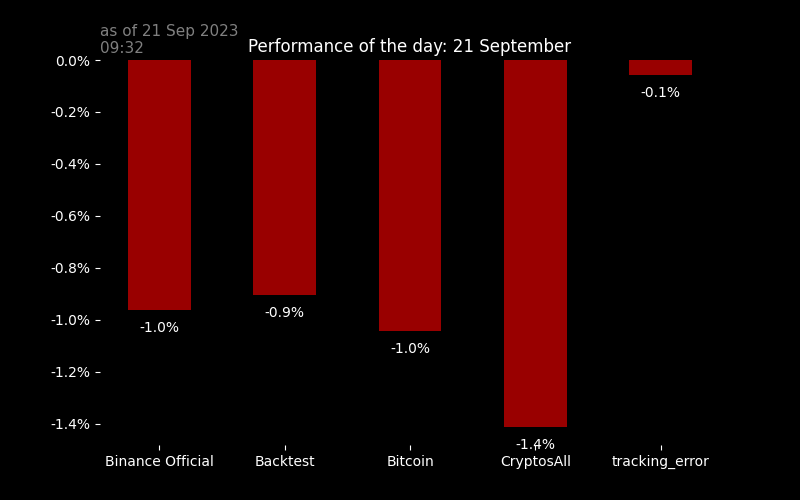 as of 21 Sep 2023
09:32
Performance of the day: 21 September
0.0%
-0.2%
-0.4%
-0.6%
-0.8%
-1.0%
-1.2%
-1.4%
-1.0%
-0.9%
-1.0%
-1.4%
-0.1%
Binance Official
Backtest
Bitcoin
CryptosAll
tracking_error